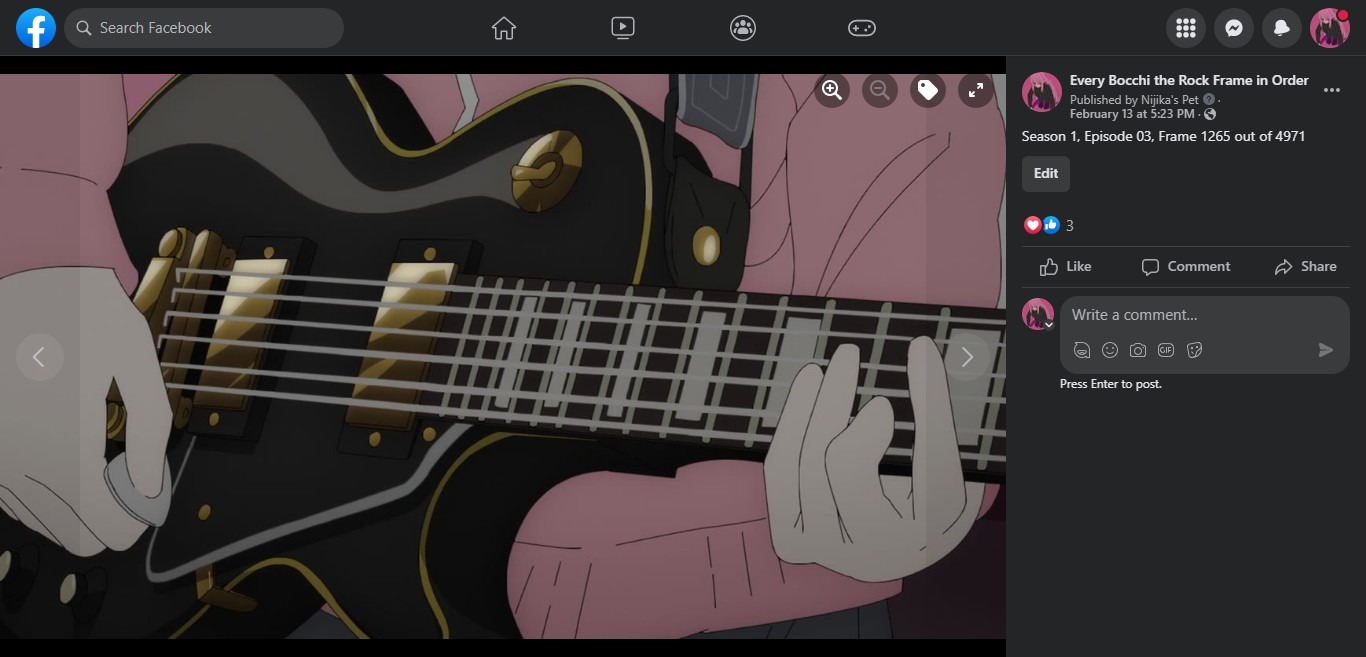 Search Facebook
Every Bocchi the Rock Frame in Order
Published by Nijika's Pet ? ·
February 13 at 5:23 PM ·
Season 1, Episode 03, Frame 1265 out of 4971
Edit
3
Like
Comment
Share
Write a comment...
GIF
Press Enter to post.